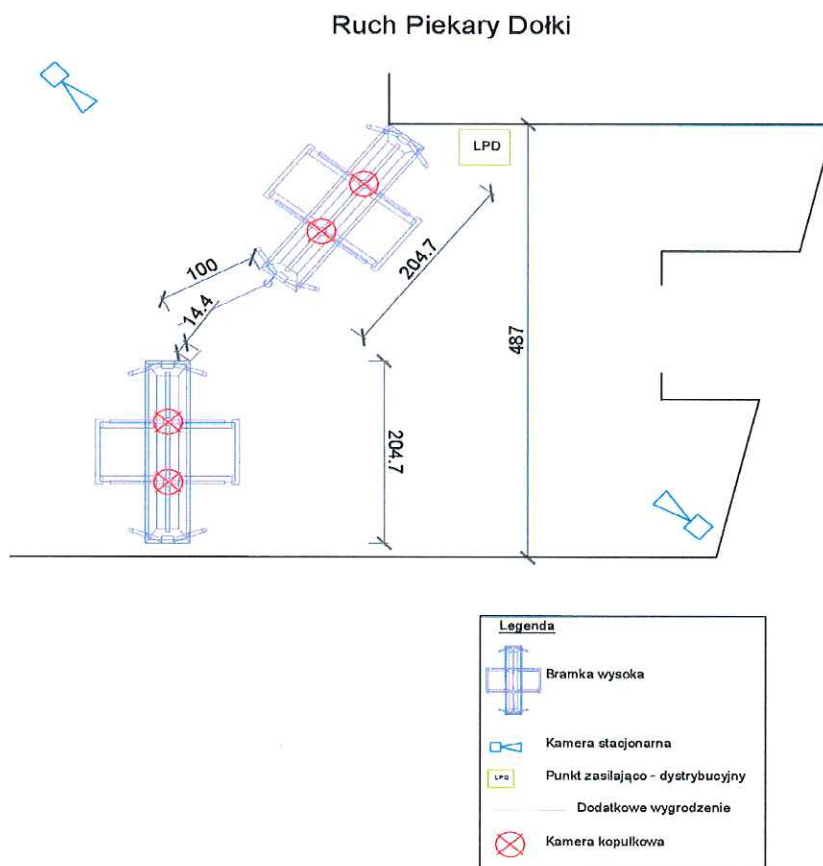 Ruch Piekary Dołki
LPD
100
14.4
204.7
487
204.7
Legenda
Bramka wysoka
Kamera stacjonarna
LPD
Punkt zasilająco - dystrybucyjny
Dodatkowe wygrodzenie
Kamera kopułkowa